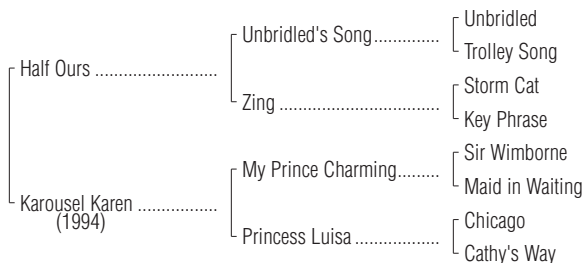 Unbridled
Unbridled's Song..............
Trolley Song
Half Ours ..........................
Storm Cat
Zing ..................................
Key Phrase
Sir Wimborne
My Prince Charming.........
Maid in Waiting
Karousel Karen .................
(1994)
Chicago
Princess Luisa ..................
Cathy's Way